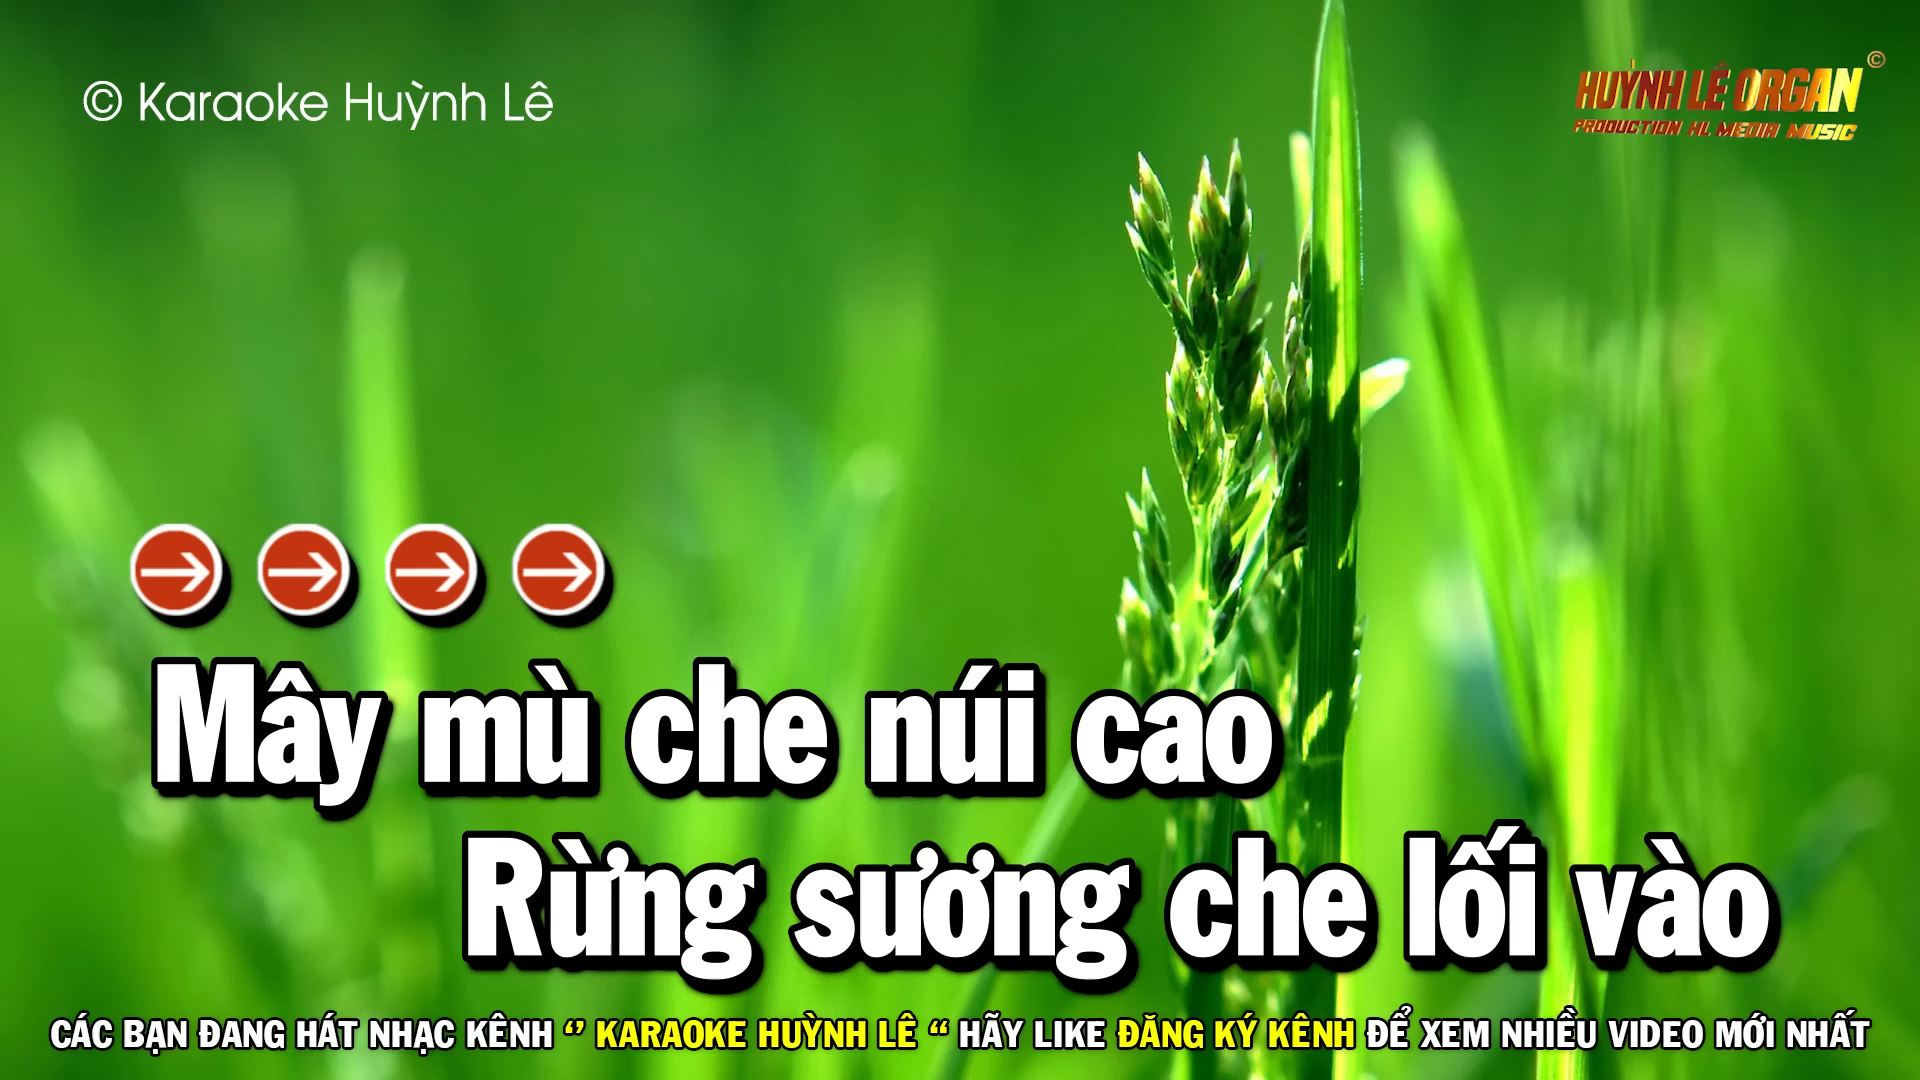 © Karaoke Huỳnh Lê
HUỲNH LÊ ORGAN ©
PRODUCTION HL MEDIA MUSIC
Mây mù che núi cao
Rừng sương che lối vào
CÁC BẠN ĐANG HÁT NHẠC KÊNH “ KARAOKE HUỲNH LÊ “ HÃY LIKE ĐĂNG KÝ KÊNH ĐỂ XEM NHIỀU VIDEO MỚI NHẤT